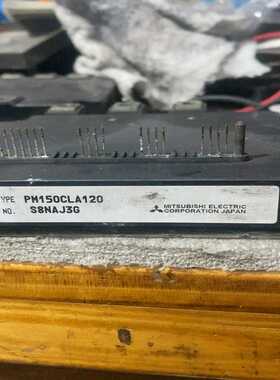 TYPE PM150CLA120
NO. S8NAJ3G
MITSUBISHI ELECTRIC
CORPORATION JAPAN